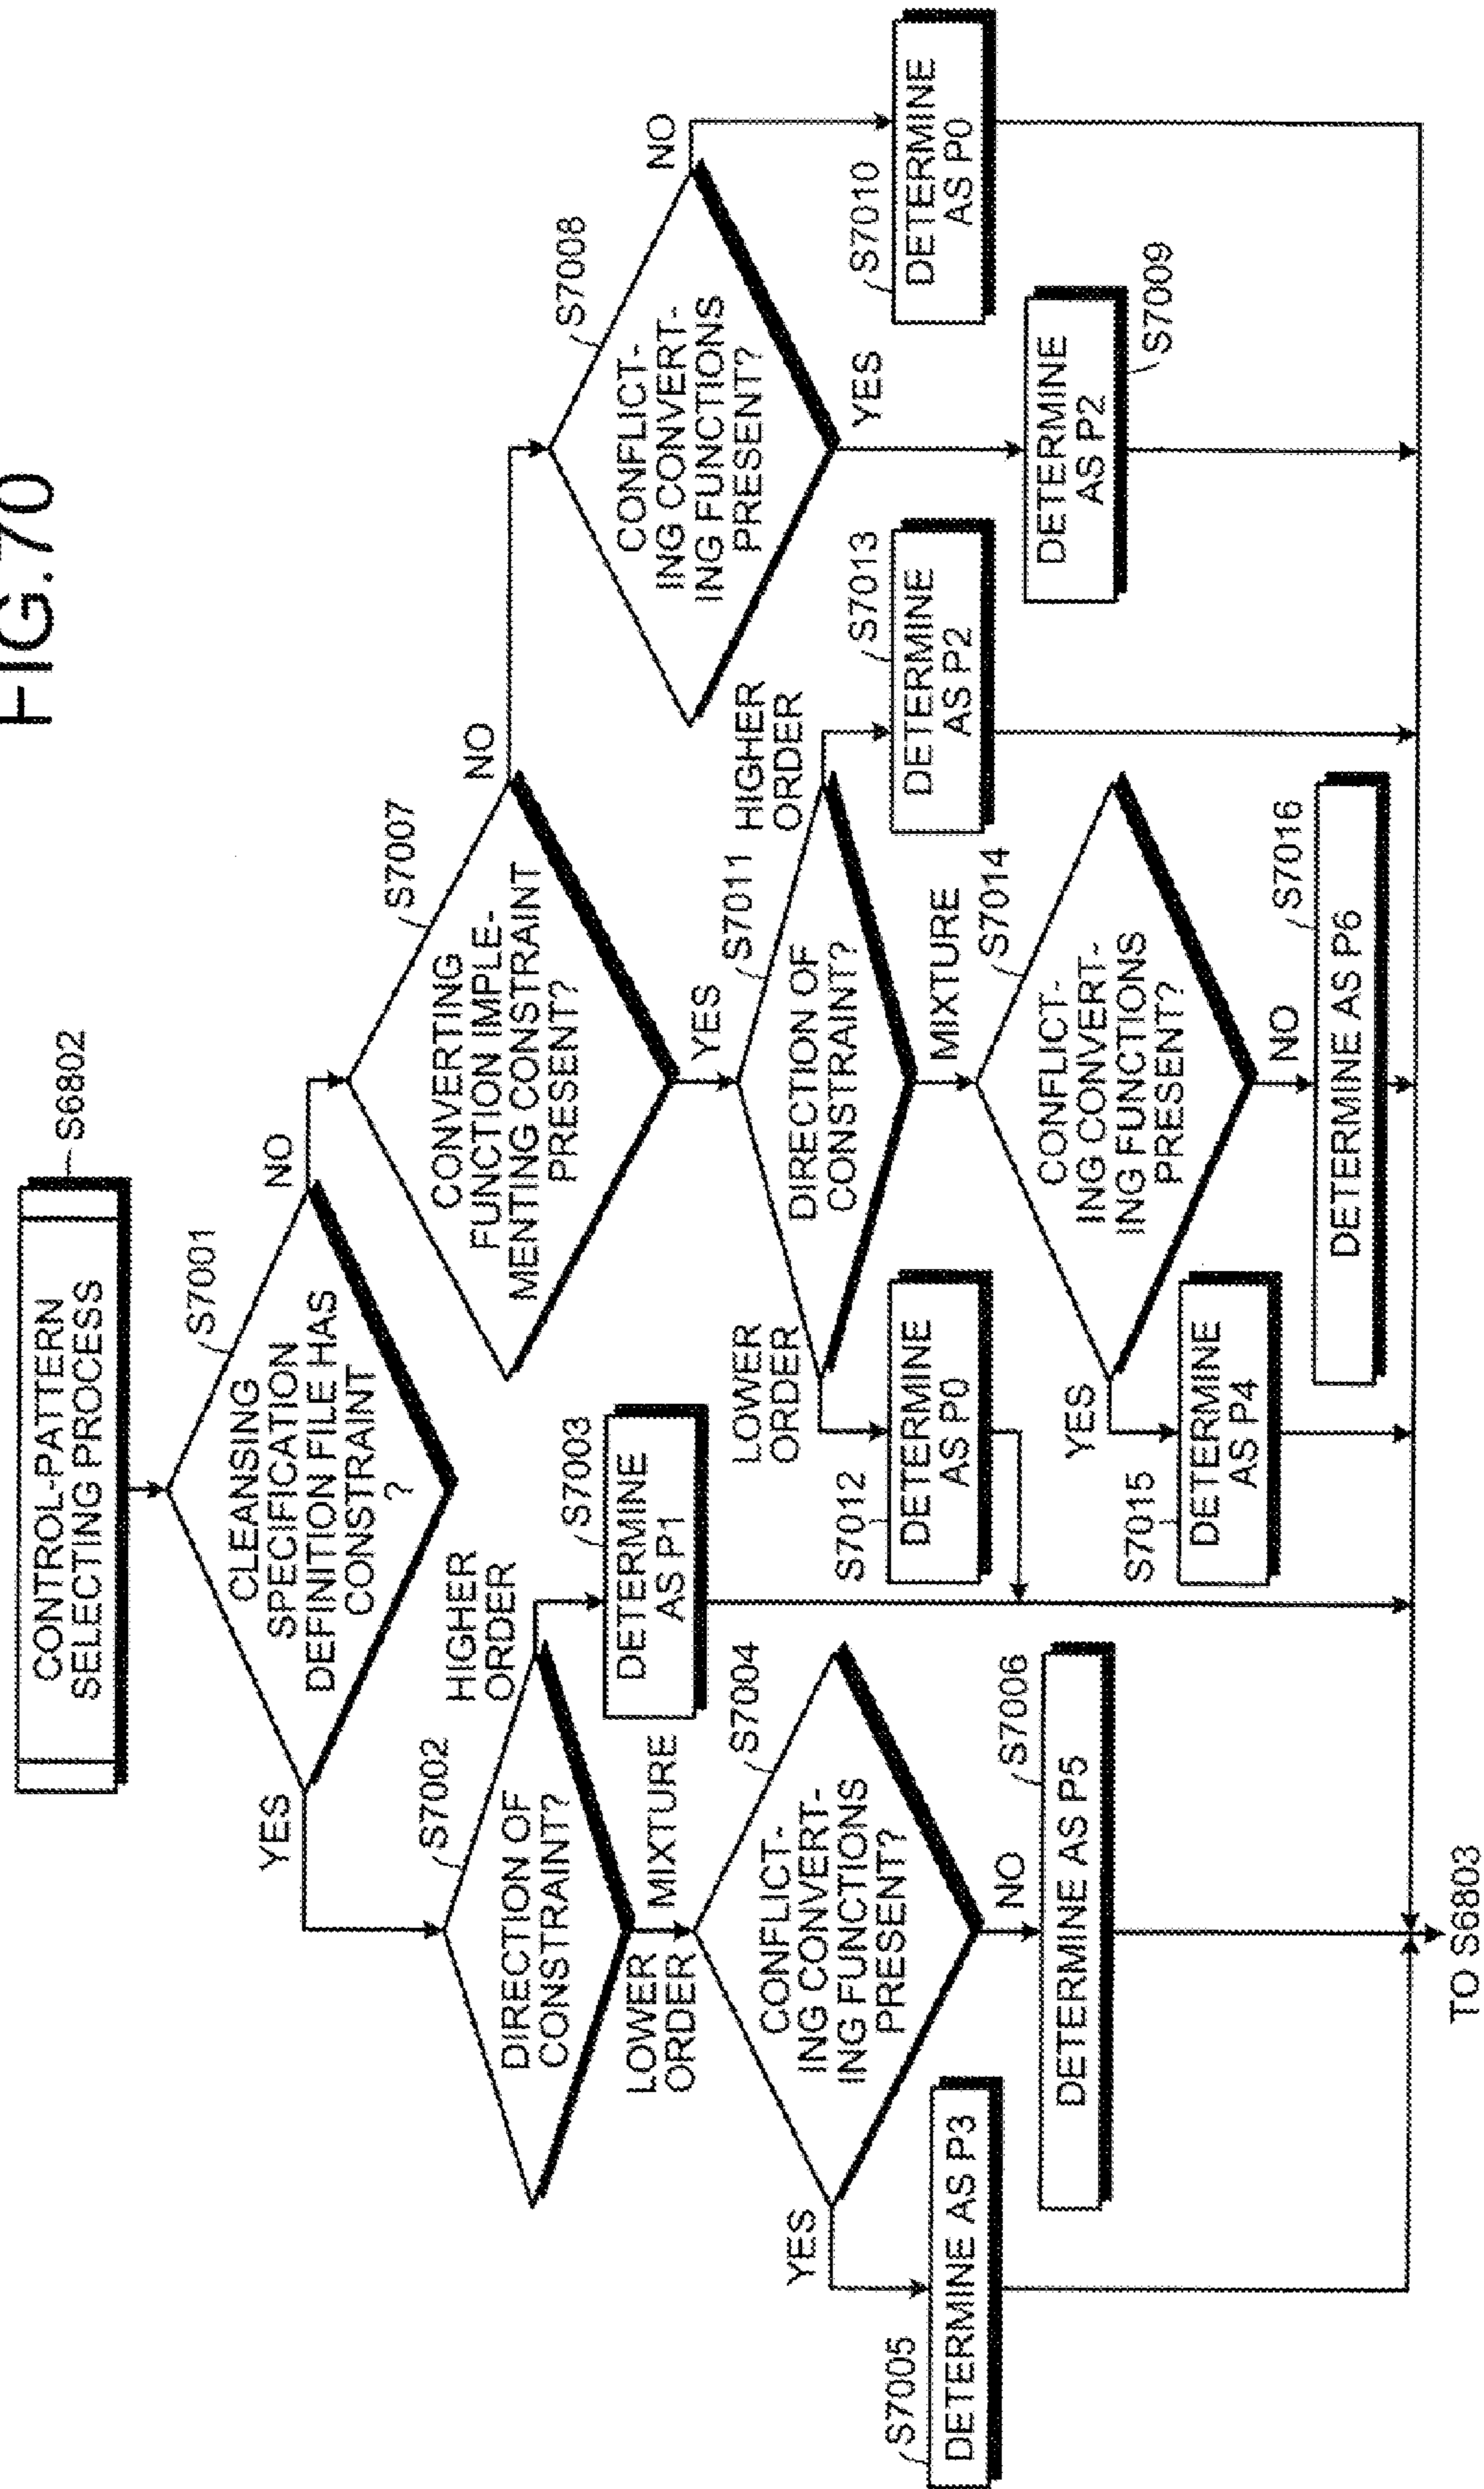 FIG.70
CONTROL-PATTERN
SELECTING PROCESS
S6802
CLEANSING
SPECIFICATION
DEFINITION FILE HAS
CONSTRAINT
?
S7001
YES
NO
DIRECTION OF
CONSTRAINT?
S7002
HIGHER
ORDER
LOWER
ORDER
MIXTURE
DETERMINE
AS P1
S7003
CONFLICT-
ING CONVERT-
ING FUNCTIONS
PRESENT?
S7004
YES
NO
S7005
DETERMINE AS P3
DETERMINE AS P5
S7006
CONVERTING
FUNCTION IMPLE-
MENTING CONSTRAINT
PRESENT?
S7007
NO
YES
CONFLICT-
ING CONVERT-
ING FUNCTIONS
PRESENT?
S7008
NO
YES
S7010
DETERMINE
AS P0
DETERMINE
AS P2
S7009
DIRECTION OF
CONSTRAINT?
S7011
LOWER
ORDER
HIGHER
ORDER
MIXTURE
S7012
DETERMINE
AS P0
S7013
DETERMINE
AS P2
CONFLICT-
ING CONVERT-
ING FUNCTIONS
PRESENT?
S7014
YES
NO
S7015
DETERMINE
AS P4
DETERMINE AS P6
S7016
TO S6803